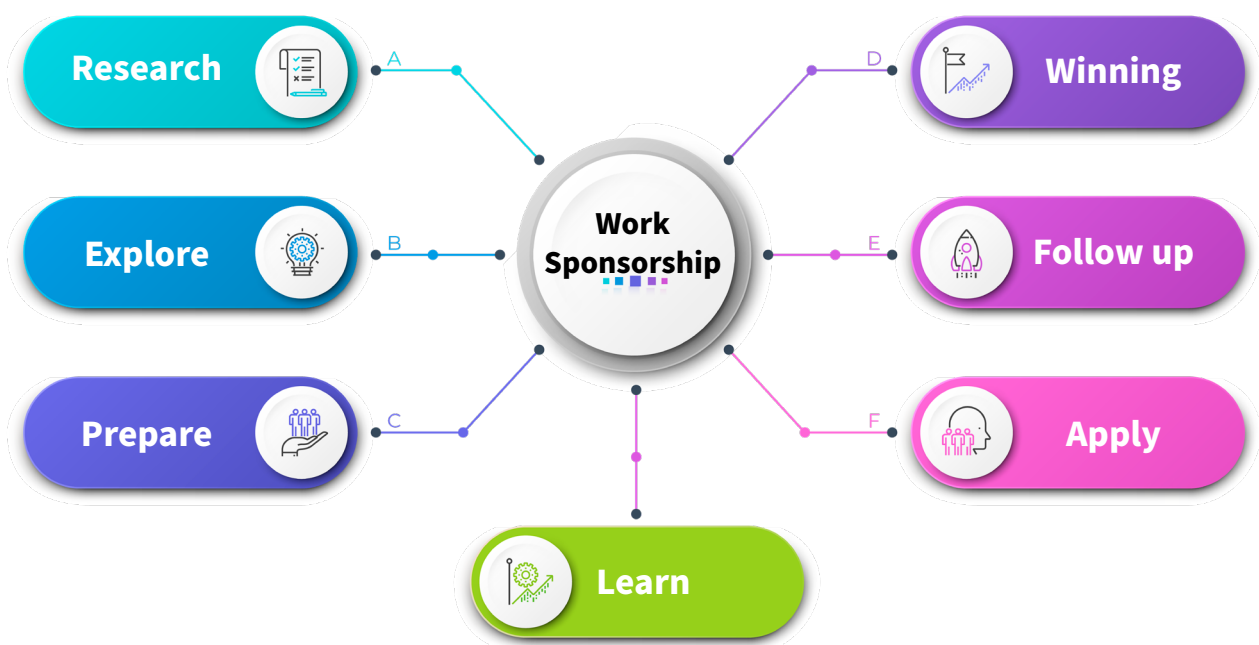 Research
A
Explore
B
Prepare
C
Work
Sponsorship
D
Winning
E
Follow up
F
Apply
Learn